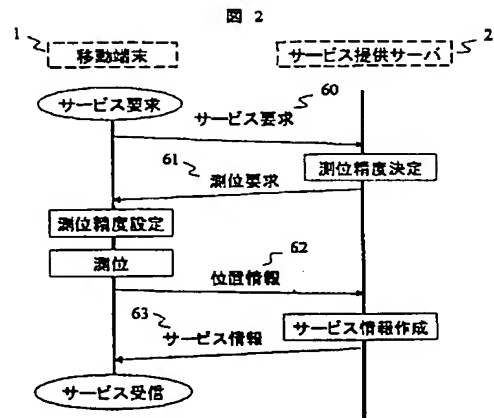 図 2
1
移動端末
サービス提供サーバ
2
サービス要求
サービス要求
60
測位精度決定
61
測位要求
測位精度設定
測位
62
位置情報
63
サービス情報
サービス情報作成
サービス受信